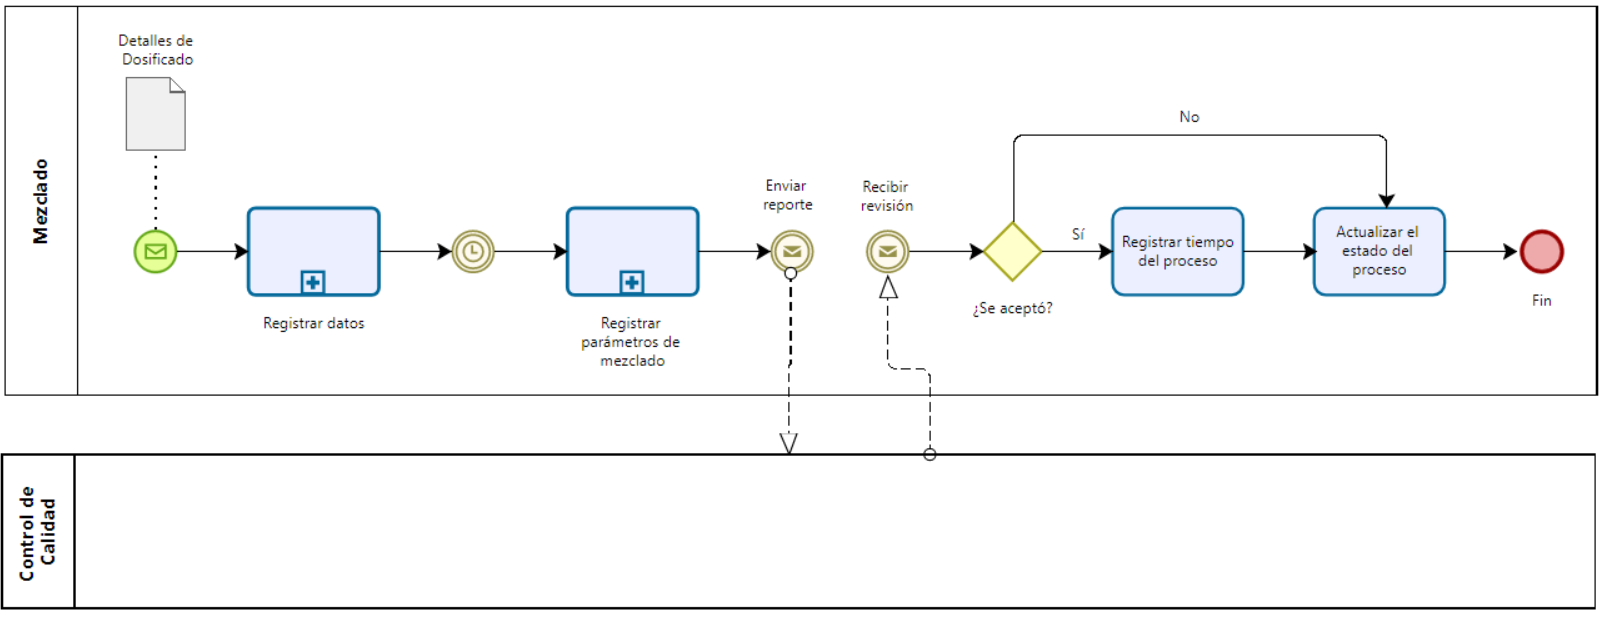 Mezclado
Detalles de
Dosificado
Registrar datos
Registrar
parámetros de
mezclado
Enviar
reporte
Recibir
revisión
¿Se aceptó?
No
Sí
Registrar tiempo
del proceso
Actualizar el
estado del
proceso
Fin
Control de
Calidad